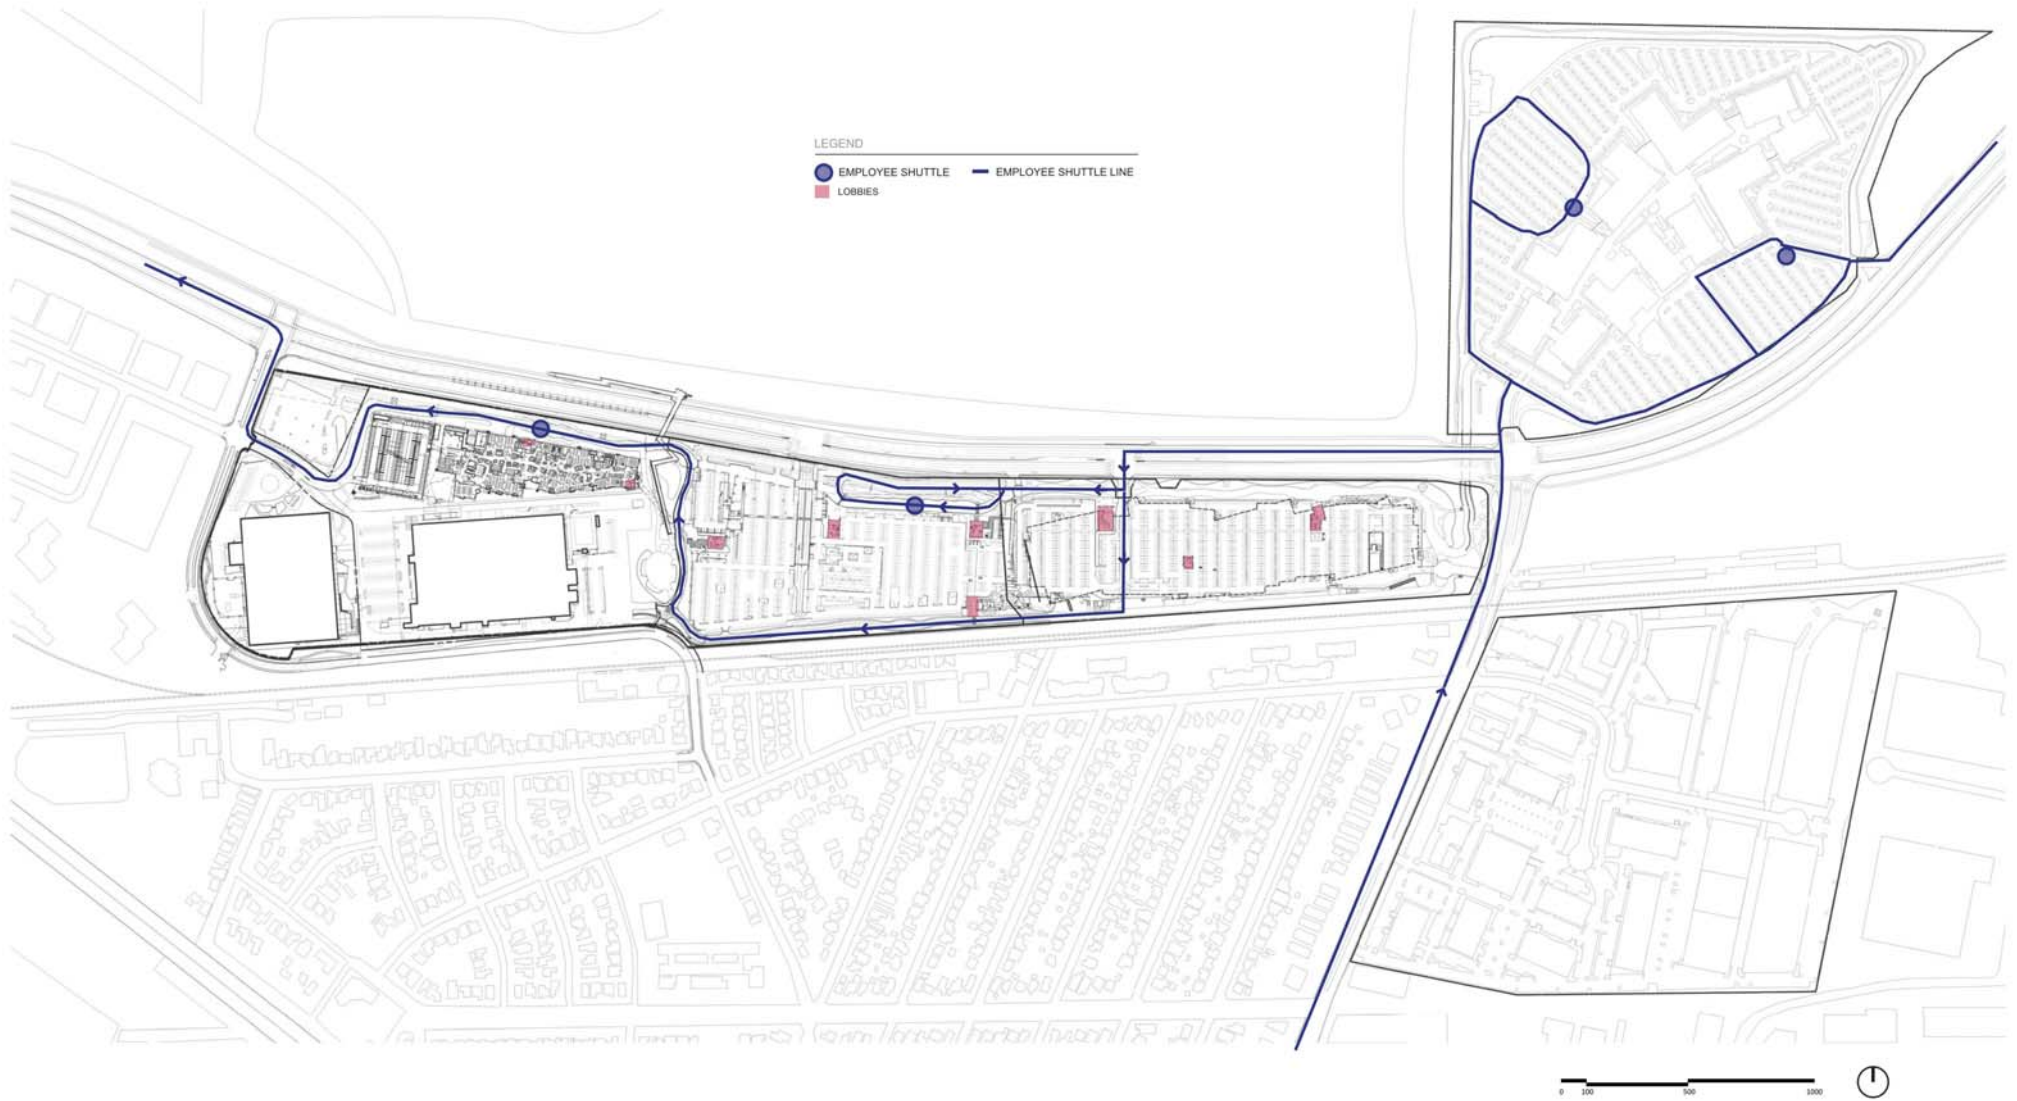 LEGEND
EMPLOYEE SHUTTLE
EMPLOYEE SHUTTLE LINE
LOBBIES
0 100 500 1000